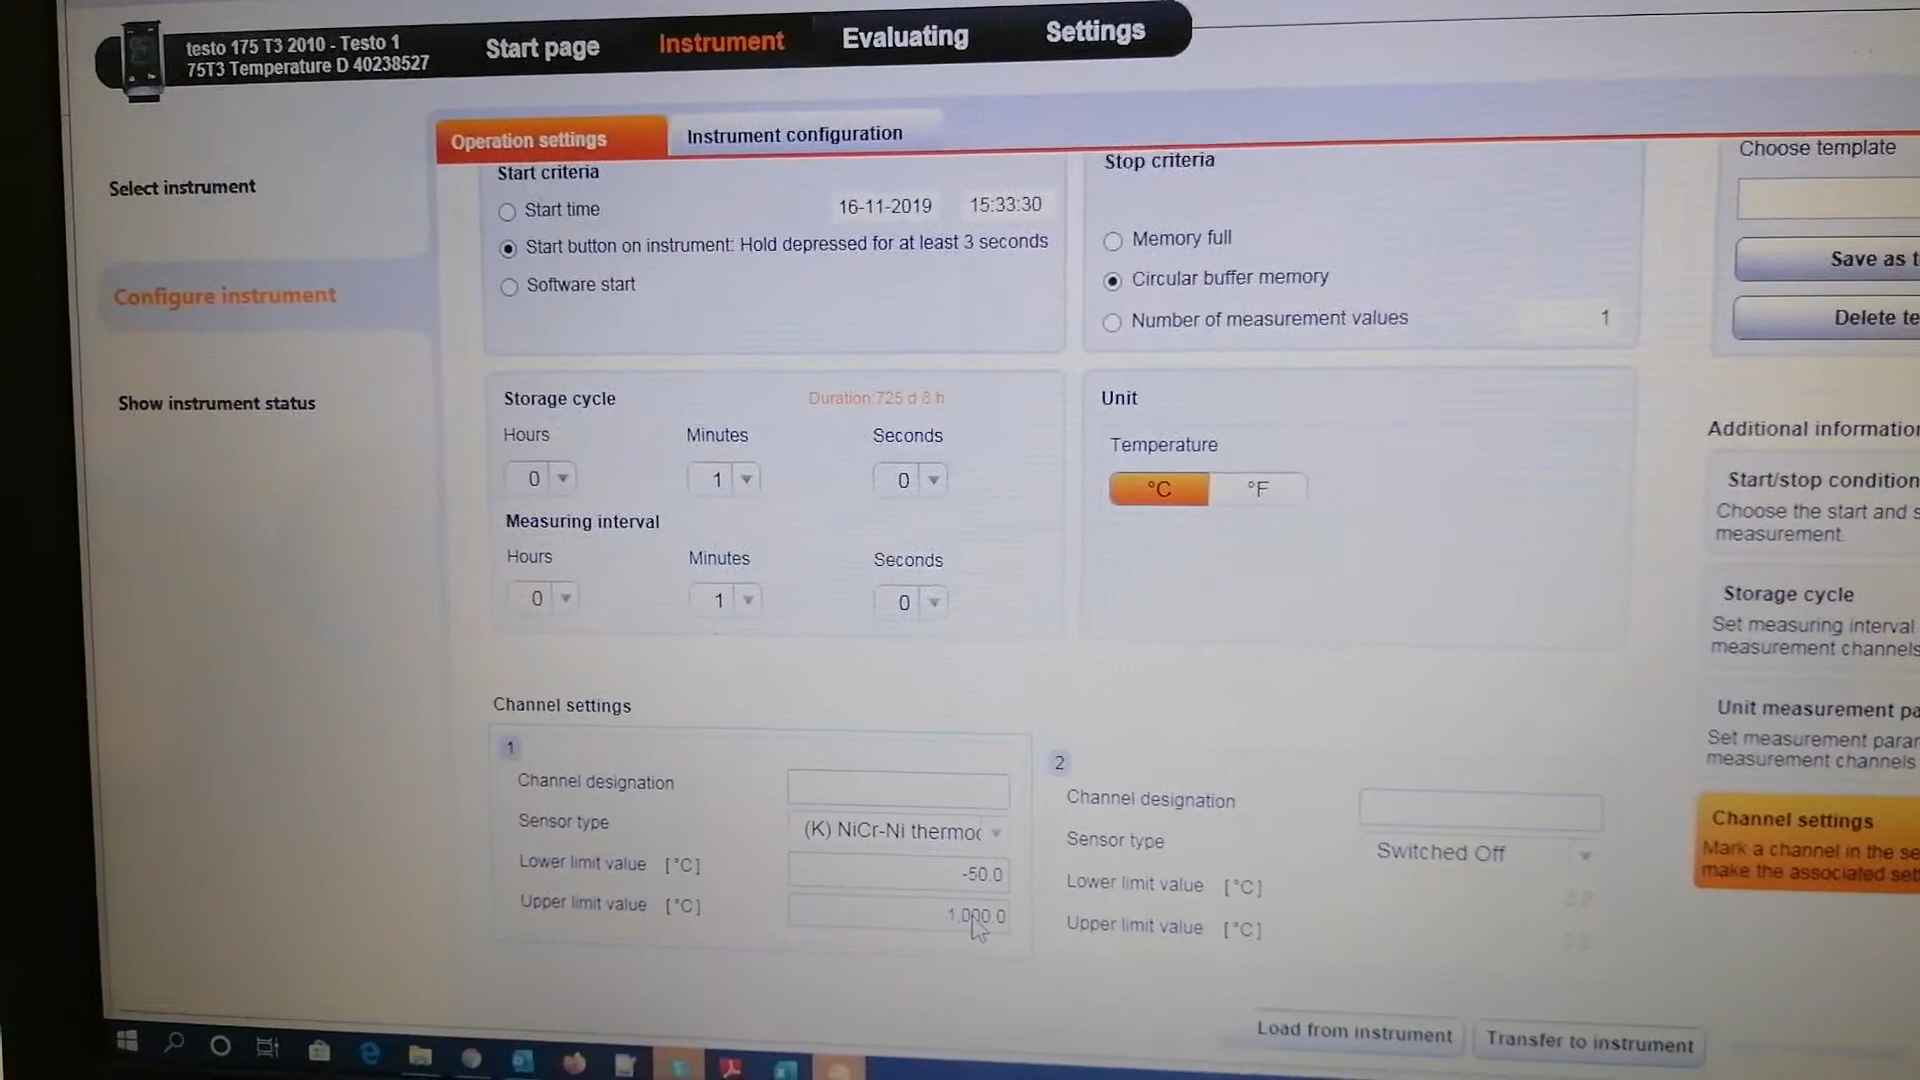 testo 175 T3 2010 - Testo 1
75T3 Temperature D 40238527
Start page
Instrument
Evaluating
Settings
Select instrument
Configure instrument
Show instrument status
Operation settings
Instrument configuration
Start criteria
Start time
16-11-2019
15:33:30
Start button on instrument: Hold depressed for at least 3 seconds
Software start
Stop criteria
Memory full
Circular buffer memory
Number of measurement values
1
Storage cycle
Duration:725 d 8 h
Hours
Minutes
Seconds
0
1
0
Measuring interval
Hours
Minutes
Seconds
0
1
0
Unit
Temperature
°C
°F
Channel settings
1
Channel designation
Sensor type
(K) NiCr-Ni thermoc
Lower limit value [°C]
-50.0
Upper limit value [°C]
1,000.0
2
Channel designation
Sensor type
Switched Off
Lower limit value [°C]
Upper limit value [°C]
Load from instrument
Transfer to instrument
Choose template
Save as t
Delete te
Additional information
Start/stop condition
Choose the start and s
measurement.
Storage cycle
Set measuring interval
measurement channels
Unit measurement pa
Set measurement parar
measurement channels
Channel settings
Mark a channel in the se
make the associated sett